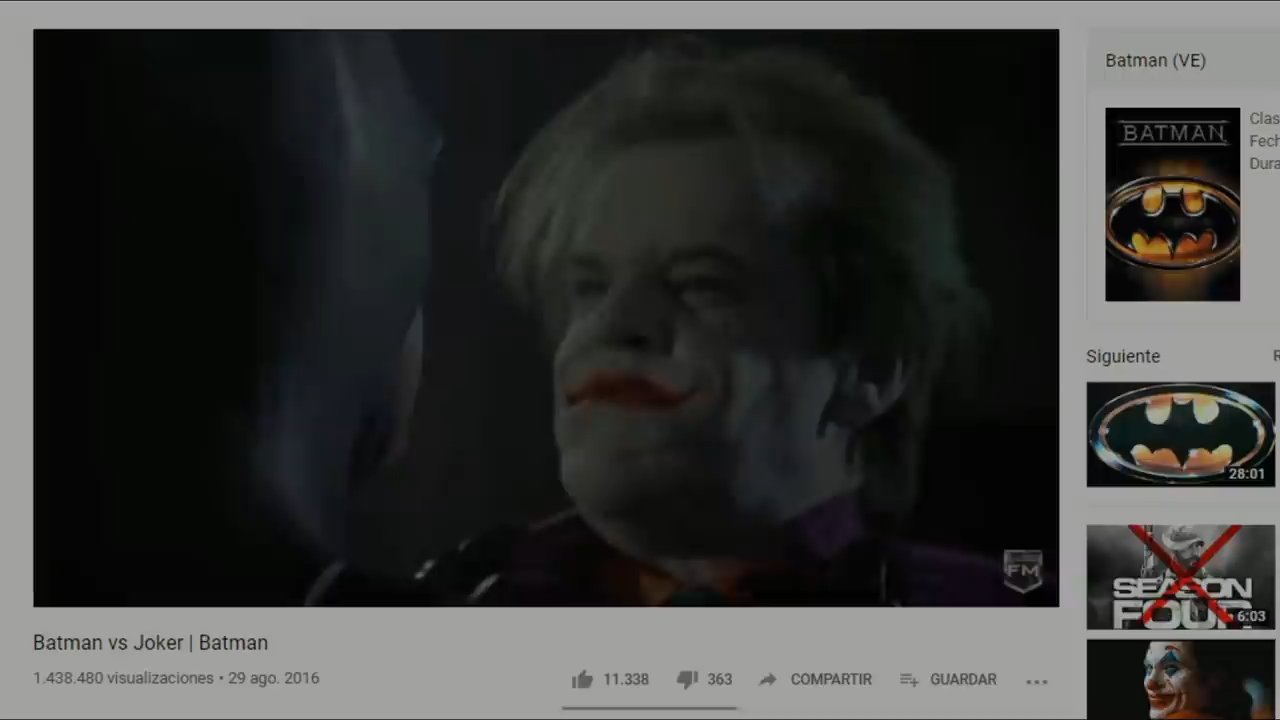 FM
Batman vs Joker | Batman
1.438.480 visualizaciones • 29 ago. 2016
11.338
363
COMPARTIR
GUARDAR
Batman (VE)
BATMAN
Clas
Fech
Dura
Siguiente
R
28:01
SEASON
FOUR
6:03